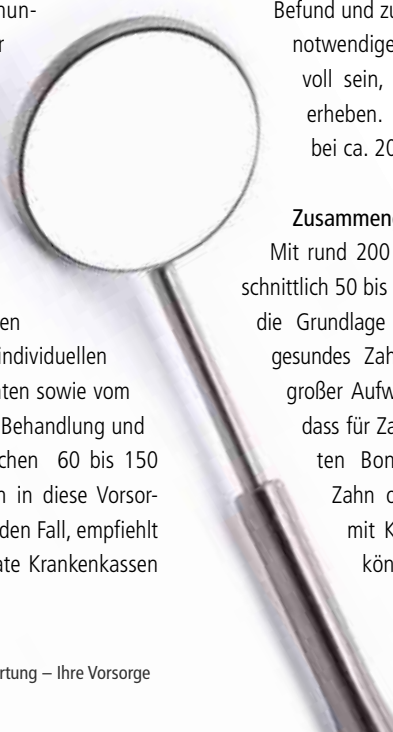 nun-
r
en
individuellen
ten sowie vom
Behandlung und
chen 60 bis 150
n in diese Vorsor-
den Fall, empfiehlt
ate Krankenkassen
rtung – Ihre Vorsorge
Befund und zu
notwendige
voll sein,
erheben.
bei ca. 20
Zusammen
Mit rund 200
schnittlich 50 bis
die Grundlage
gesundes Zah
großer Aufw
dass für Za
ten Bon
Zahn o
mit K
kön